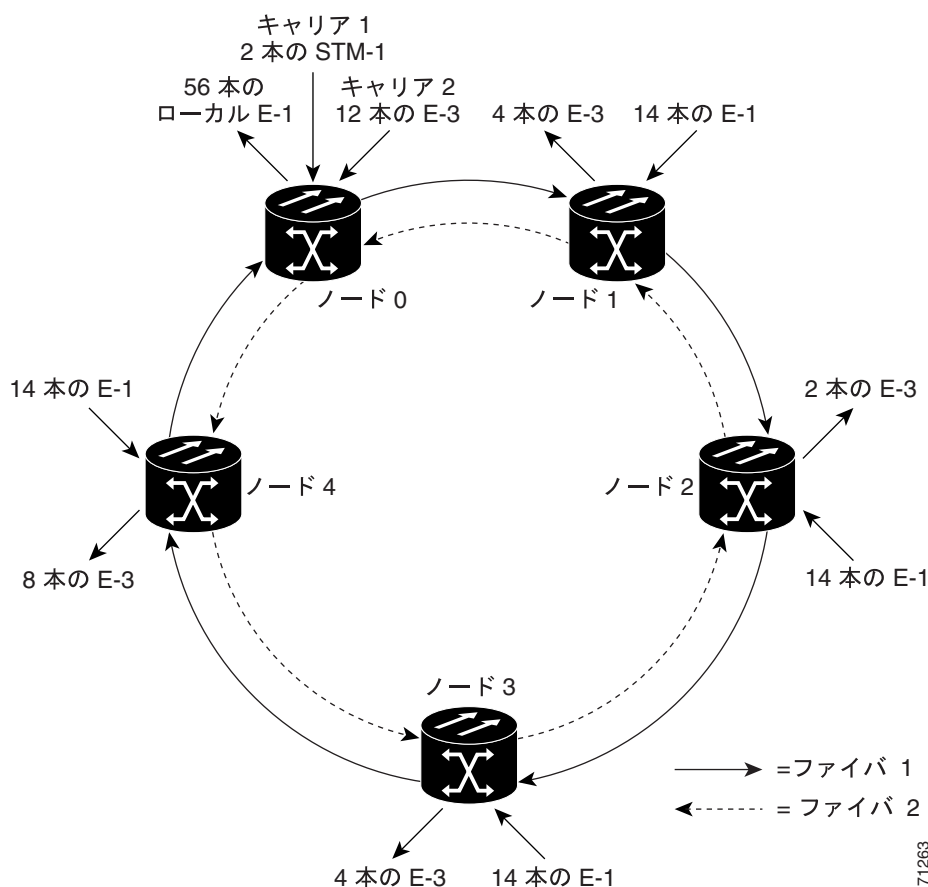 キャリア 1
2 本の STM-1
56 本の
ローカル E-1
キャリア 2
12 本の E-3
4 本の E-3
14 本の E-1
ノード 0
ノード 1
14 本の E-1
2 本の E-3
ノード 4
ノード 2
8 本の E-3
14 本の E-1
ノード 3
=ファイバ 1
= ファイバ 2
4 本の E-3
14 本の E-1
71263